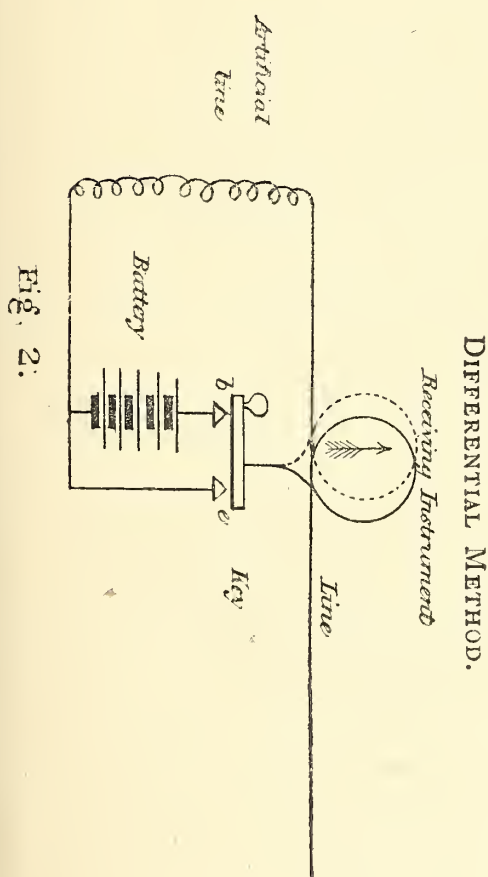 DIFFERENTIAL METHOD.
Receiving Instrument
Line
Artificial
line
Battery
b
e
Key
Fig. 2.